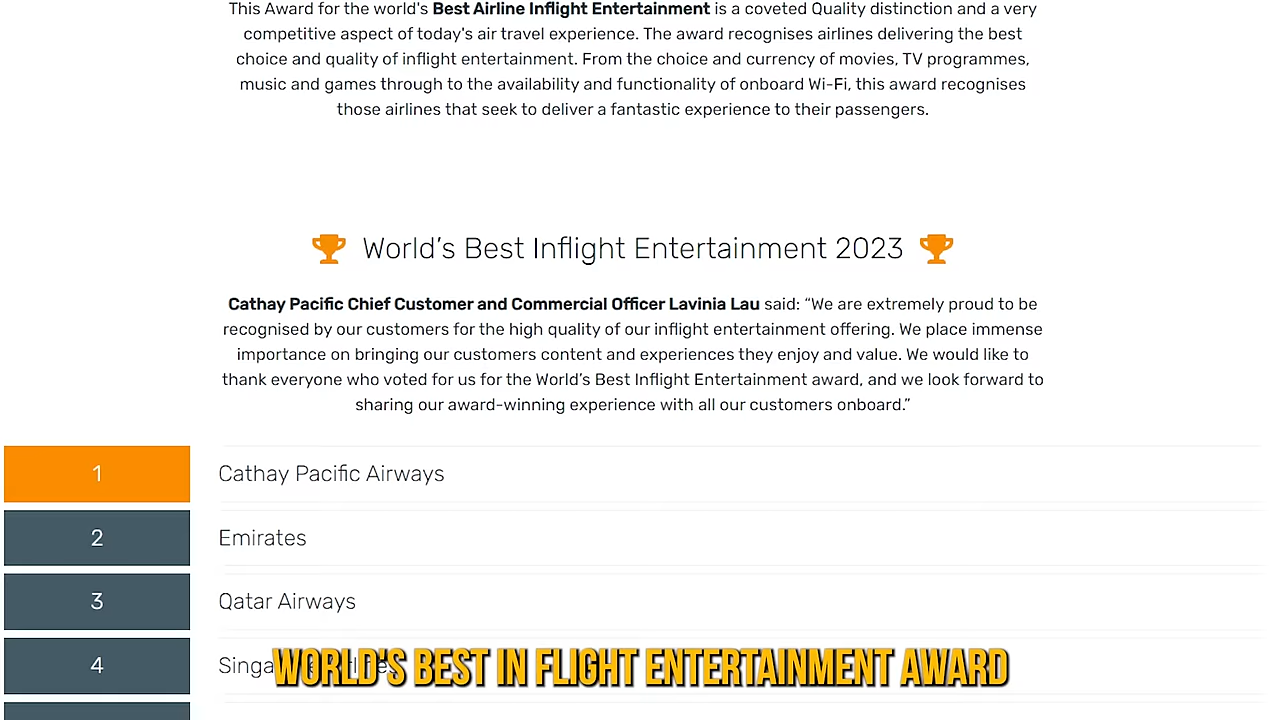 This Award for the world's Best Airline Inflight Entertainment is a coveted Quality distinction and a very
competitive aspect of today's air travel experience. The award recognises airlines delivering the best
choice and quality of inflight entertainment. From the choice and currency of movies, TV programmes,
music and games through to the availability and functionality of onboard Wi-Fi, this award recognises
those airlines that seek to deliver a fantastic experience to their passengers.
World’s Best Inflight Entertainment 2023
Cathay Pacific Chief Customer and Commercial Officer Lavinia Lau said: “We are extremely proud to be
recognised by our customers for the high quality of our inflight entertainment offering. We place immense
importance on bringing our customers content and experiences they enjoy and value. We would like to
thank everyone who voted for us for the World’s Best Inflight Entertainment award, and we look forward to
sharing our award-winning experience with all our customers onboard.”
1 Cathay Pacific Airways
2 Emirates
3 Qatar Airways
4
WORLD'S BEST IN FLIGHT ENTERTAINMENT AWARD